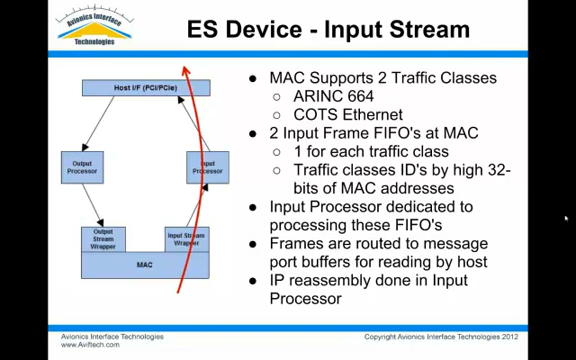 Avionics Interface
Technologies
ES Device - Input Stream
Host I/F (PCI/PCIe)
Output
Processor
Input
Processor
Output
Stream
Wrapper
Input Stream
Wrapper
MAC
● MAC Supports 2 Traffic Classes
○ ARINC 664
○ COTS Ethernet
● 2 Input Frame FIFO's at MAC
○ 1 for each traffic class
○ Traffic classes ID's by high 32-
bits of MAC addresses
● Input Processor dedicated to
processing these FIFO's
● Frames are routed to message
port buffers for reading by host
● IP reassembly done in Input
Processor
Avionics Interface Technologies
www.Aviftech.com
Copyright Avionics Interface Technologies 2012